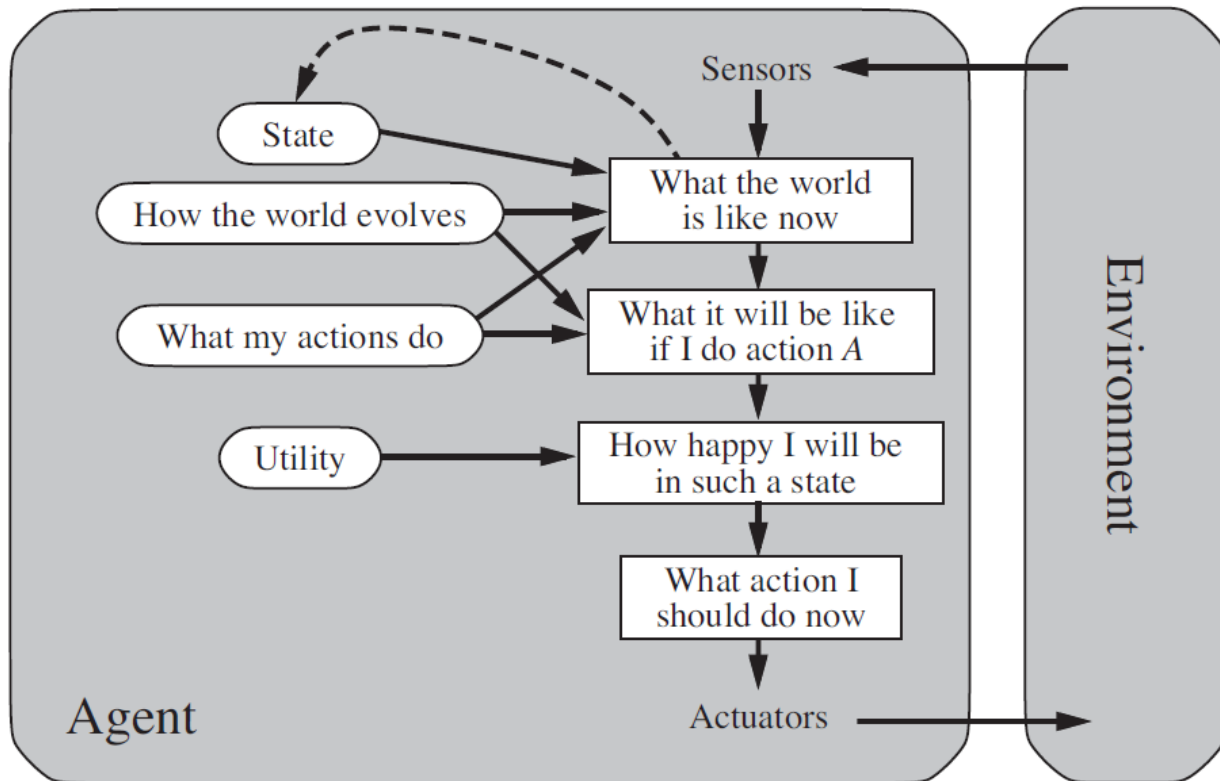 Sensors
State
What the world
is like now
How the world evolves
What my actions do
What it will be like
if I do action A
Utility
How happy I will be
in such a state
What action I
should do now
Actuators
Agent
Environment